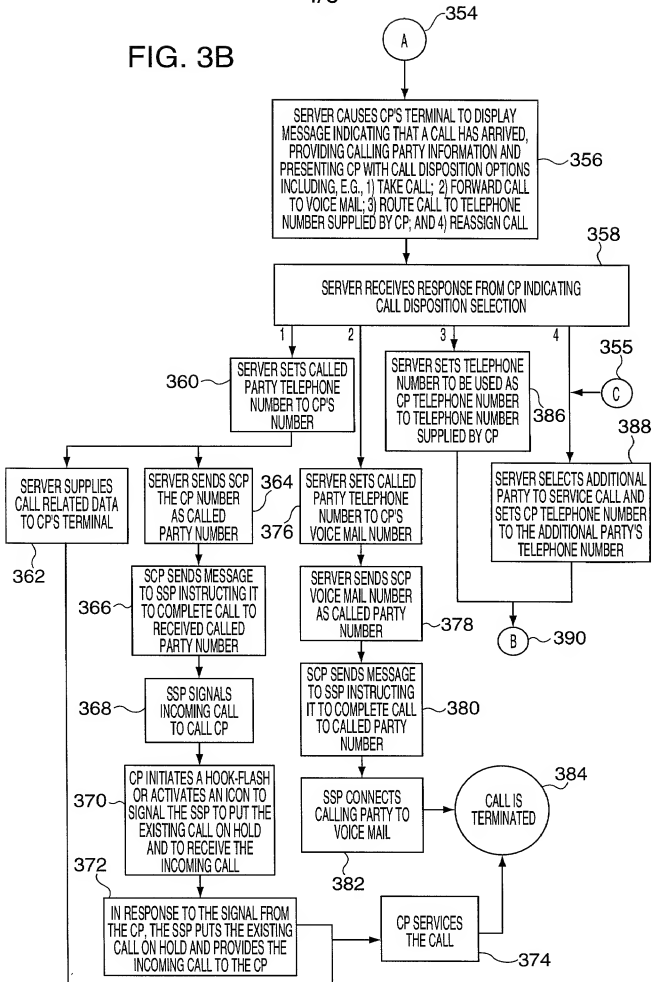 354
A
FIG. 3B
SERVER CAUSES CP'S TERMINAL TO DISPLAY
MESSAGE INDICATING THAT A CALL HAS ARRIVED,
PROVIDING CALLING PARTY INFORMATION AND
PRESENTING CP WITH CALL DISPOSITION OPTIONS
INCLUDING, E.G., 1) TAKE CALL; 2) FORWARD CALL
TO VOICE MAIL; 3) ROUTE CALL TO TELEPHONE
NUMBER SUPPLIED BY CP; AND 4) REASSIGN CALL
356
358
SERVER RECEIVES RESPONSE FROM CP INDICATING
CALL DISPOSITION SELECTION
1
2
3
4
360
SERVER SETS CALLED
PARTY TELEPHONE
NUMBER TO CP'S
NUMBER
SERVER SETS TELEPHONE
NUMBER TO BE USED AS
CP TELEPHONE NUMBER
TO TELEPHONE NUMBER
SUPPLIED BY CP
386
355
C
388
SERVER SUPPLIES
CALL RELATED DATA
TO CP'S TERMINAL
362
SERVER SENDS SCP
THE CP NUMBER
AS CALLED
PARTY NUMBER
364
376
SERVER SETS CALLED
PARTY TELEPHONE
NUMBER TO CP'S
VOICE MAIL NUMBER
SERVER SELECTS ADDITIONAL
PARTY TO SERVICE CALL AND
SETS CP TELEPHONE NUMBER
TO THE ADDITIONAL PARTY'S
TELEPHONE NUMBER
366
SCP SENDS MESSAGE
TO SSP INSTRUCTING IT
TO COMPLETE CALL TO
RECEIVED CALLED
PARTY NUMBER
SERVER SENDS SCP
VOICE MAIL NUMBER
AS CALLED PARTY
NUMBER
378
B
390
368
SSP SIGNALS
INCOMING CALL
TO CALL CP
SCP SENDS MESSAGE
TO SSP INSTRUCTING
IT TO COMPLETE CALL
TO CALLED PARTY
NUMBER
380
370
CP INITIATES A HOOK-FLASH
OR ACTIVATES AN ICON TO
SIGNAL THE SSP TO PUT THE
EXISTING CALL ON HOLD
AND TO RECEIVE THE
INCOMING CALL
SSP CONNECTS
CALLING PARTY TO
VOICE MAIL
382
384
CALL IS
TERMINATED
372
IN RESPONSE TO THE SIGNAL FROM
THE CP, THE SSP PUTS THE EXISTING
CALL ON HOLD AND PROVIDES THE
INCOMING CALL TO THE CP
CP SERVICES
THE CALL
374